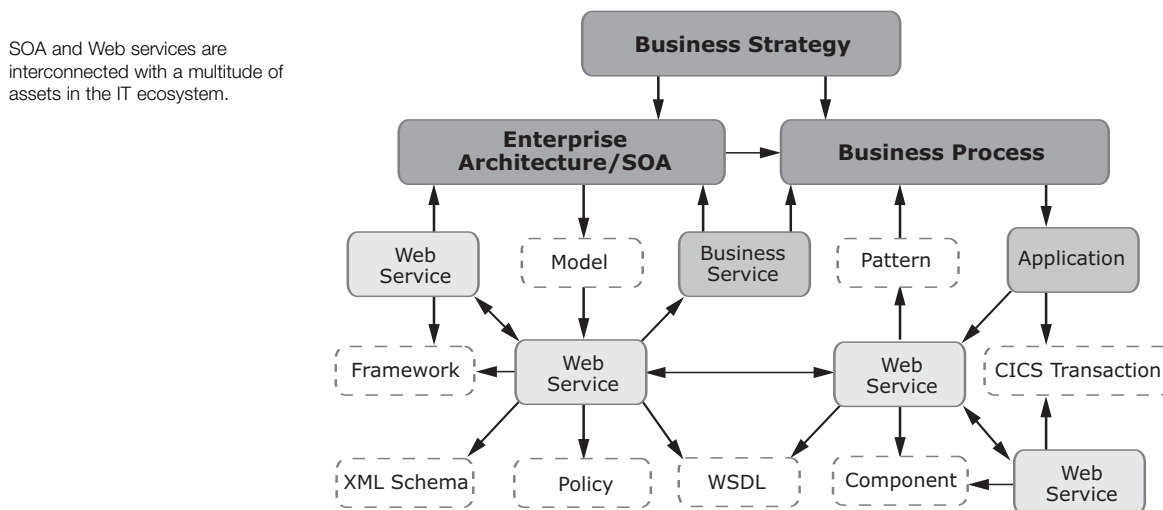 SOA and Web services are
interconnected with a multitude of
assets in the IT ecosystem.
Business Strategy
Enterprise
Architecture/SOA
Business Process
Web
Service
Model
Business
Service
Pattern
Application
Framework
Web
Service
Web
Service
CICS Transaction
XML Schema
Policy
WSDL
Component
Web
Service